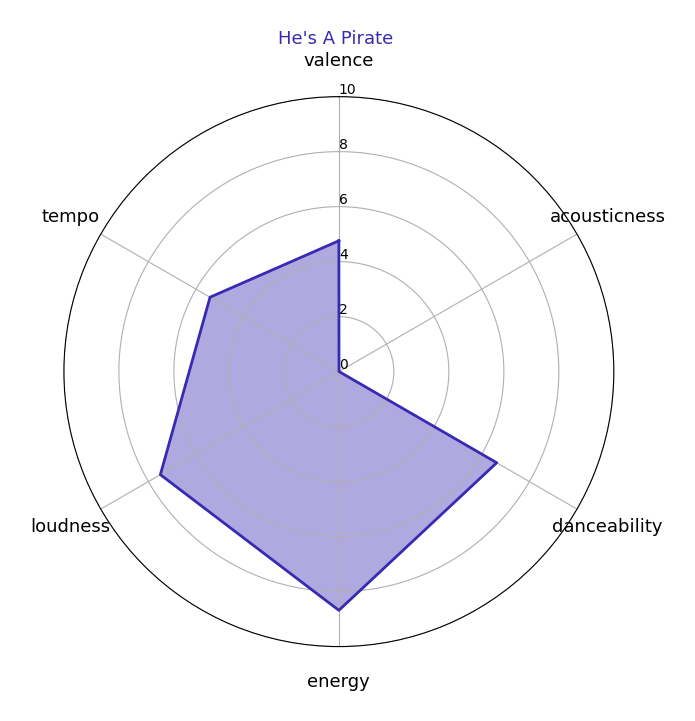 He's A Pirate
valence
10
8
tempo
acousticness
6
4
2
0
loudness
danceability
energy